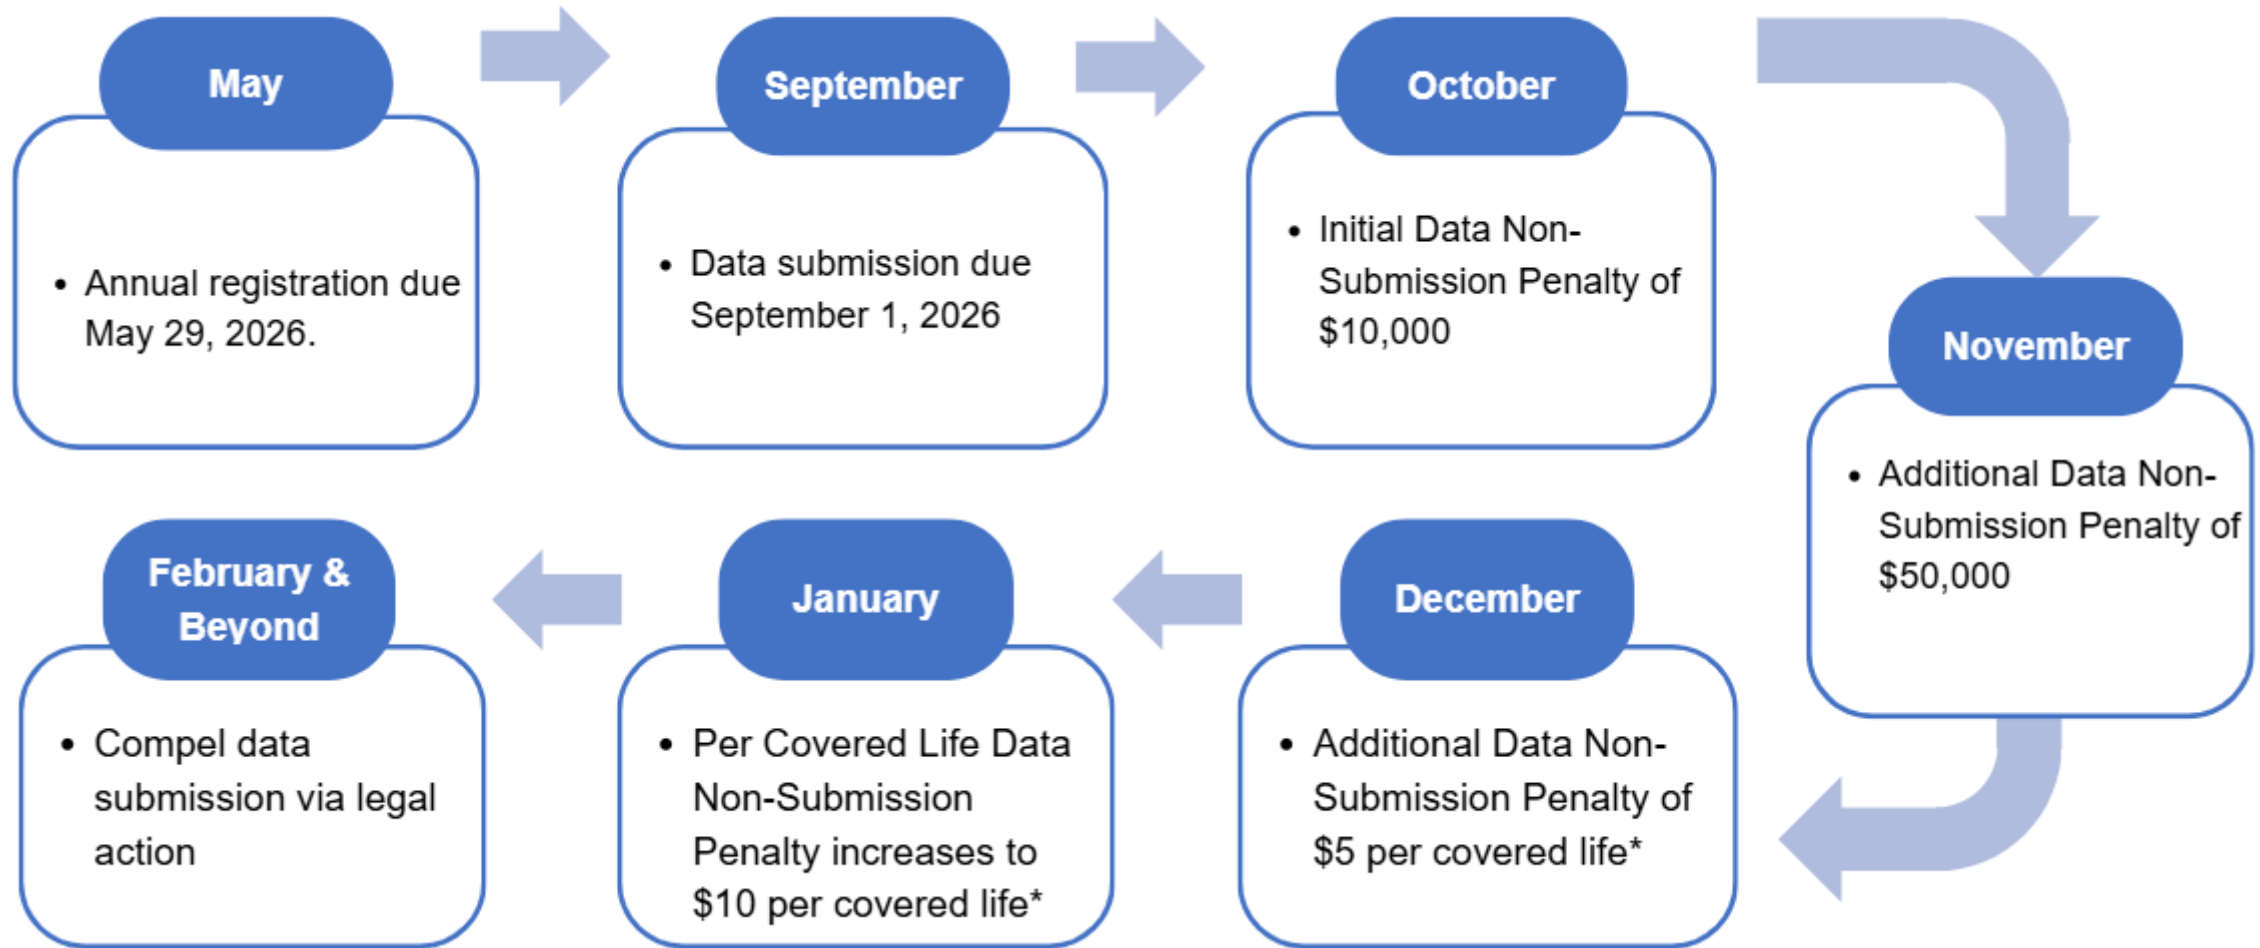 May
• Annual registration due
May 29, 2026.
September
• Data submission due
September 1, 2026
October
• Initial Data Non-
Submission Penalty of
$10,000
November
• Additional Data Non-
Submission Penalty of
$50,000
December
• Additional Data Non-
Submission Penalty of
$5 per covered life*
January
• Per Covered Life Data
Non-Submission
Penalty increases to
$10 per covered life*
February &
Beyond
• Compel data
submission via legal
action